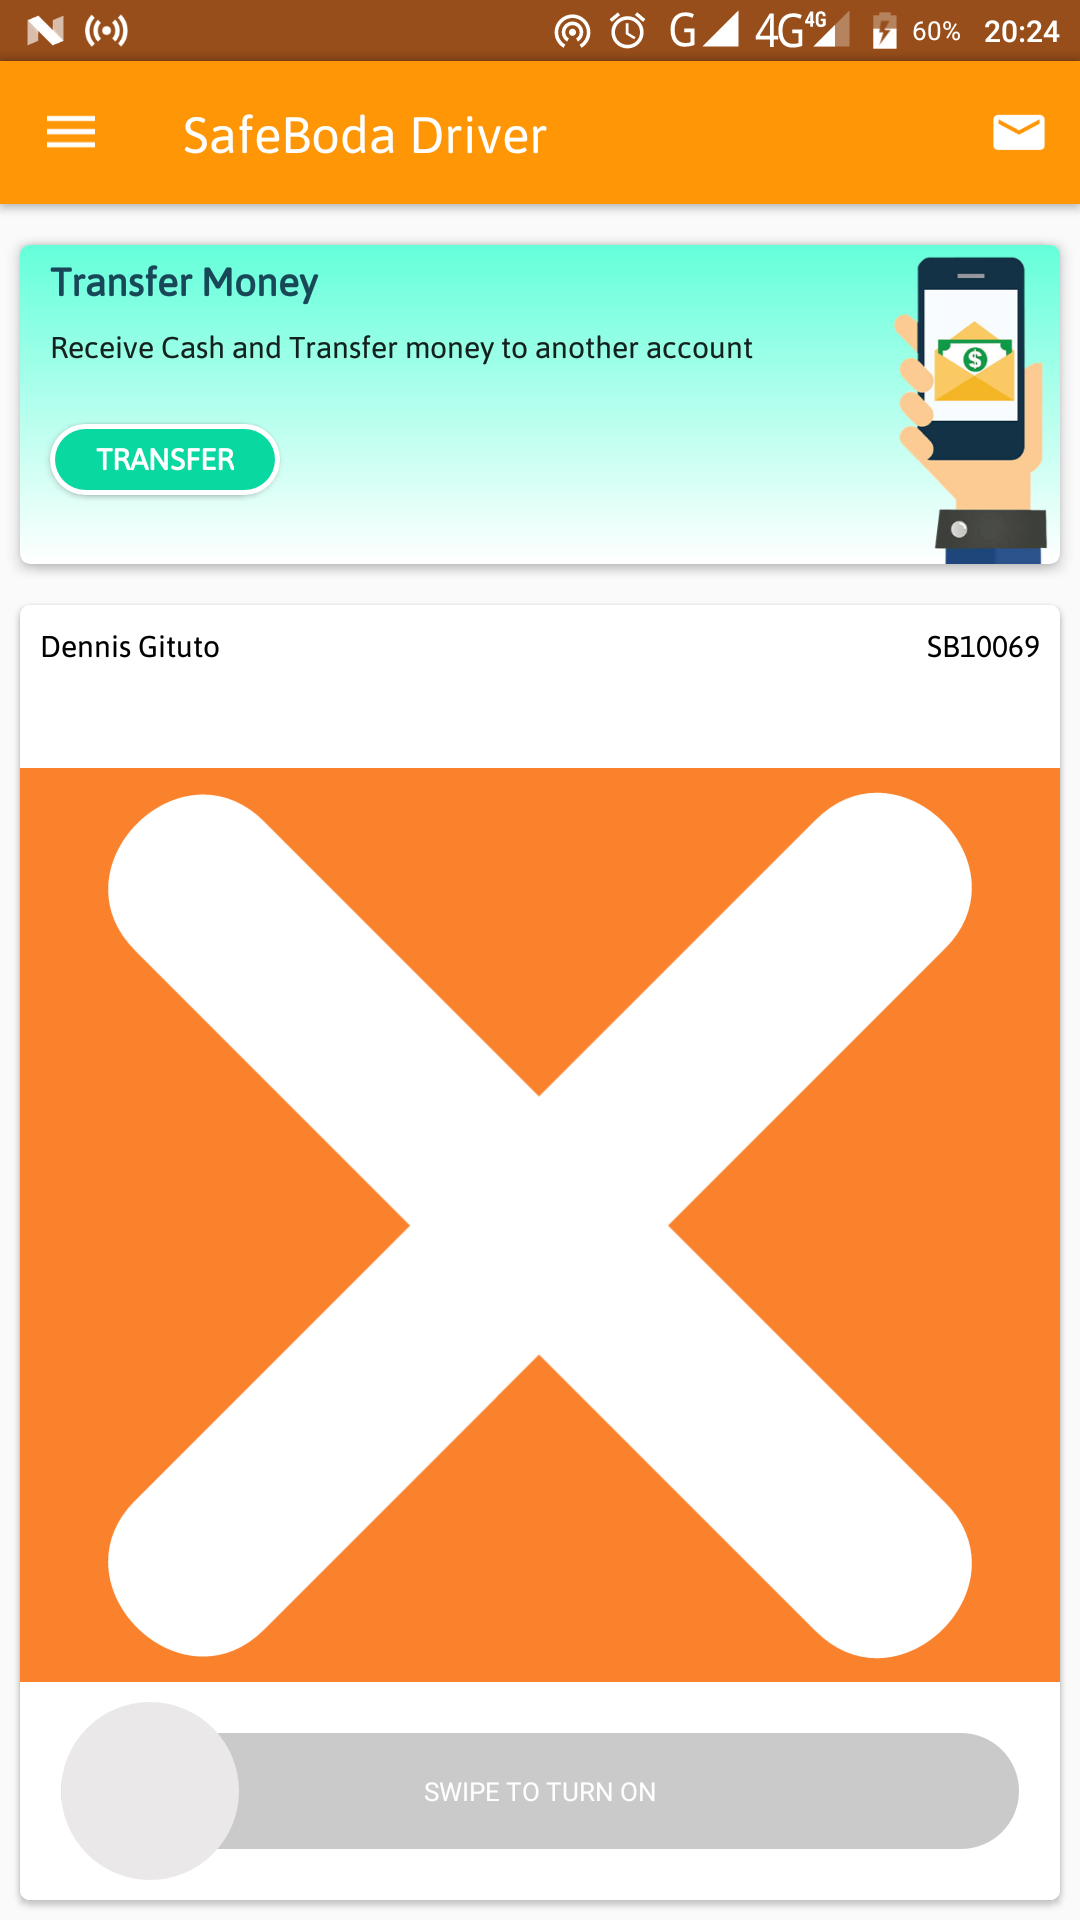 G 4G 4G 60% 20:24
SafeBoda Driver
Transfer Money
Receive Cash and Transfer money to another account
$
TRANSFER
Dennis Gituto SB10069
SWIPE TO TURN ON